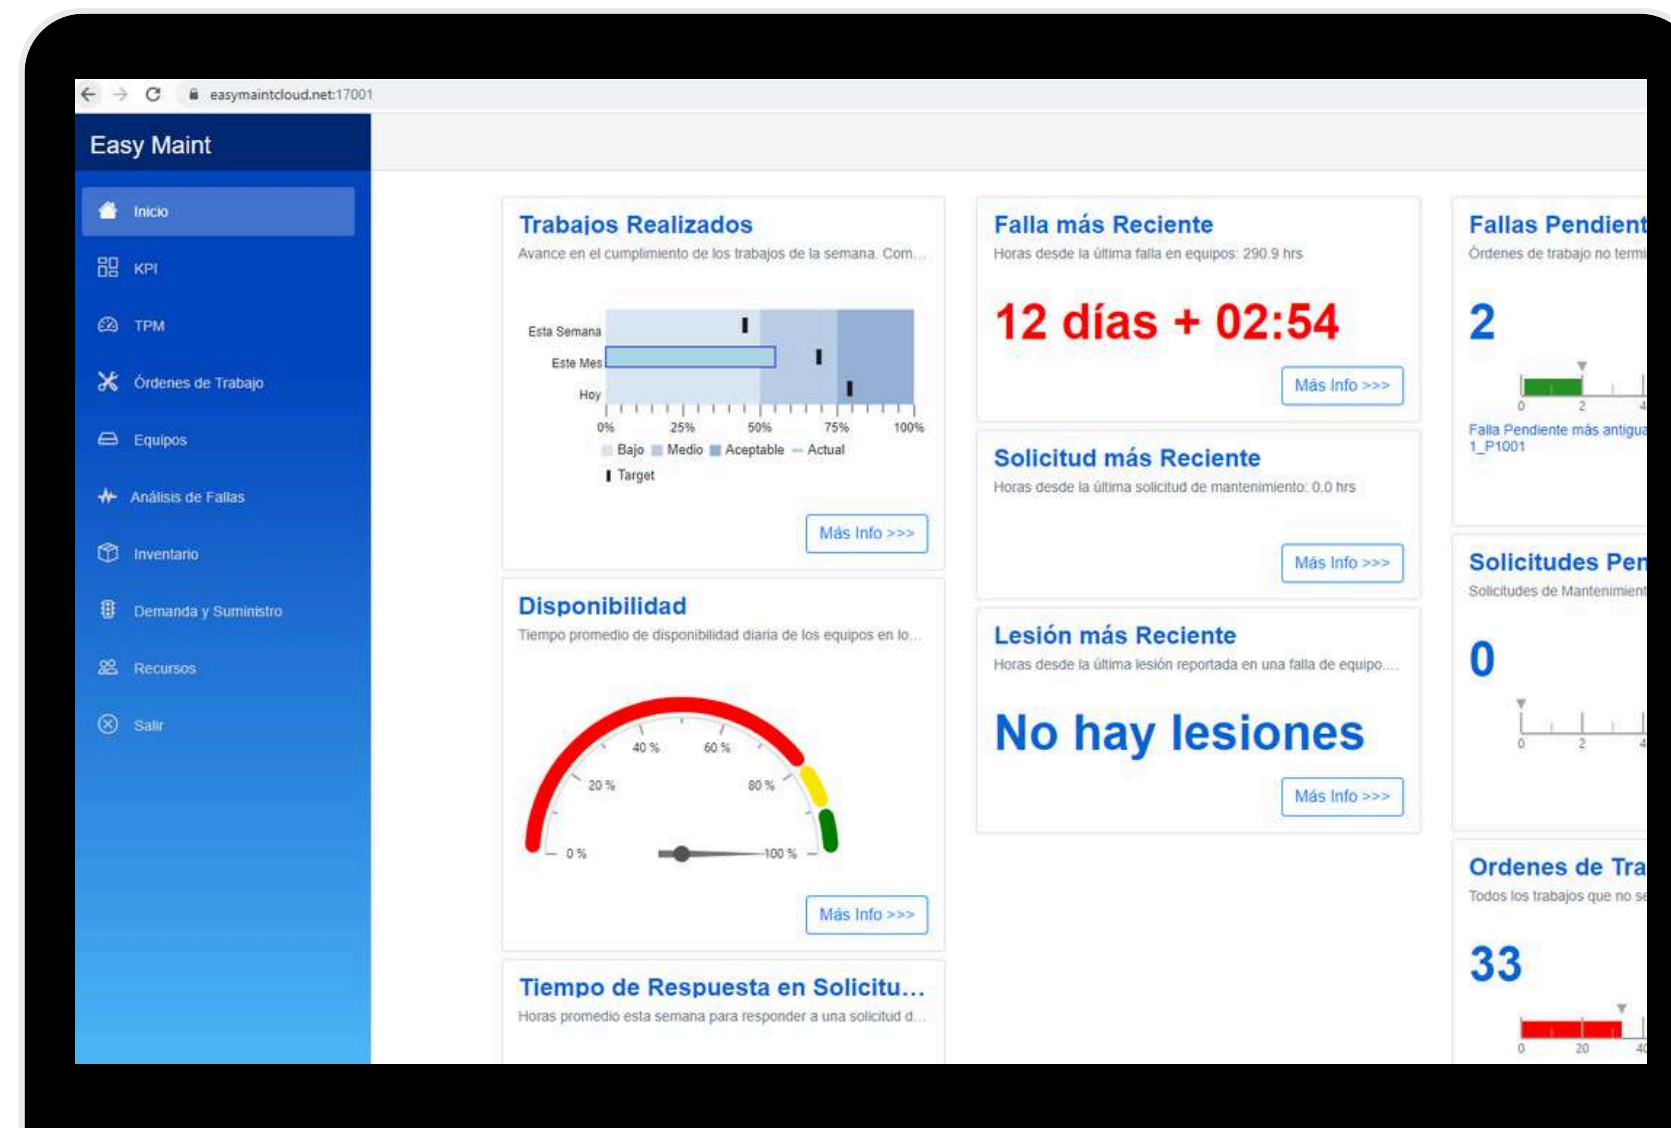 easymaintcloud.net:17001
Easy Maint
Inicio
KPI
TPM
Órdenes de Trabajo
Equipos
Análisis de Fallas
Inventario
Demanda y Suministro
Recursos
Salir
Trabajos Realizados
Avance en el cumplimiento de los trabajos de la semana. Com...
Esta Semana
Este Mes
Hoy
0% 25% 50% 75% 100%
Bajo Medio Aceptable Actual
Target
Más Info >>>
Disponibilidad
Tiempo promedio de disponibilidad diaria de los equipos en lo...
0 % 20 % 40 % 60 % 80 % 100 %
Más Info >>>
Tiempo de Respuesta en Solicitu...
Horas promedio esta semana para responder a una solicitud d...
Falla más Reciente
Horas desde la última falla en equipos: 290.9 hrs
12 días + 02:54
Más Info >>>
Solicitud más Reciente
Horas desde la última solicitud de mantenimiento: 0.0 hrs
Más Info >>>
Lesión más Reciente
Horas desde la última lesión reportada en una falla de equipo....
No hay lesiones
Más Info >>>
Fallas Pendient
Órdenes de trabajo no termi
2
0 2 4
Falla Pendiente más antigua
1_P1001
Solicitudes Pen
Solicitudes de Mantenimient
0
0 2 4
Ordenes de Tra
Todos los trabajos que no se
33
0 20 40